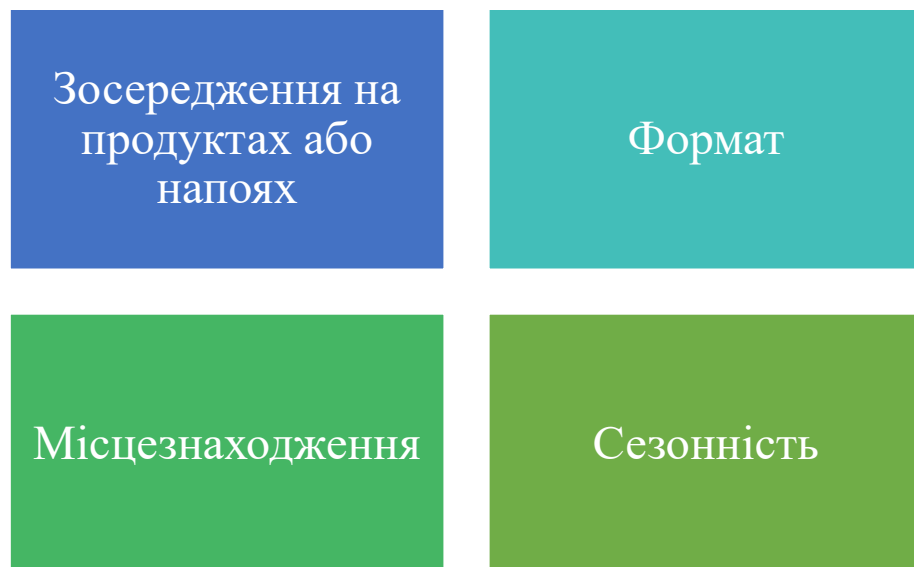 Зосередження на
продуктах або
напоях
Формат
Місцезнаходження
Сезонність